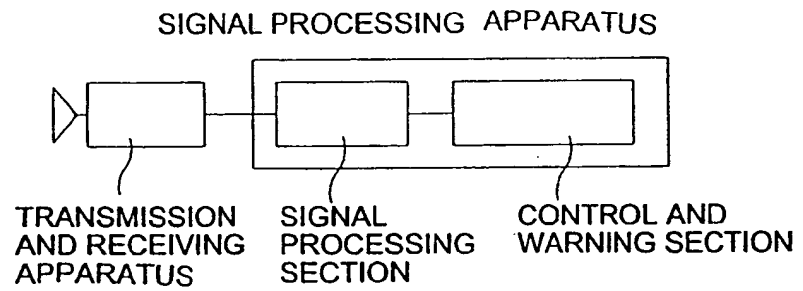 SIGNAL PROCESSING APPARATUS
TRANSMISSION
AND RECEIVING
APPARATUS
SIGNAL
PROCESSING
SECTION
CONTROL AND
WARNING SECTION